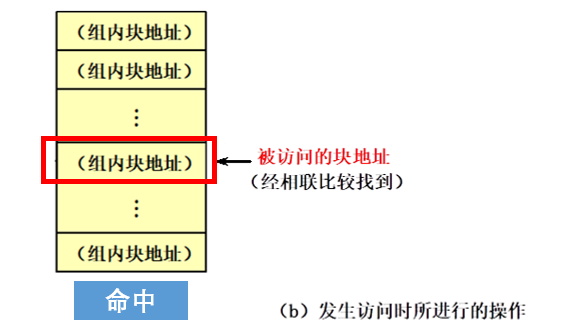 （组内块地址）
（组内块地址）
⋮
（组内块地址）
被访问的块地址
（经相联比较找到）
⋮
（组内块地址）
命中
（b）发生访问时所进行的操作